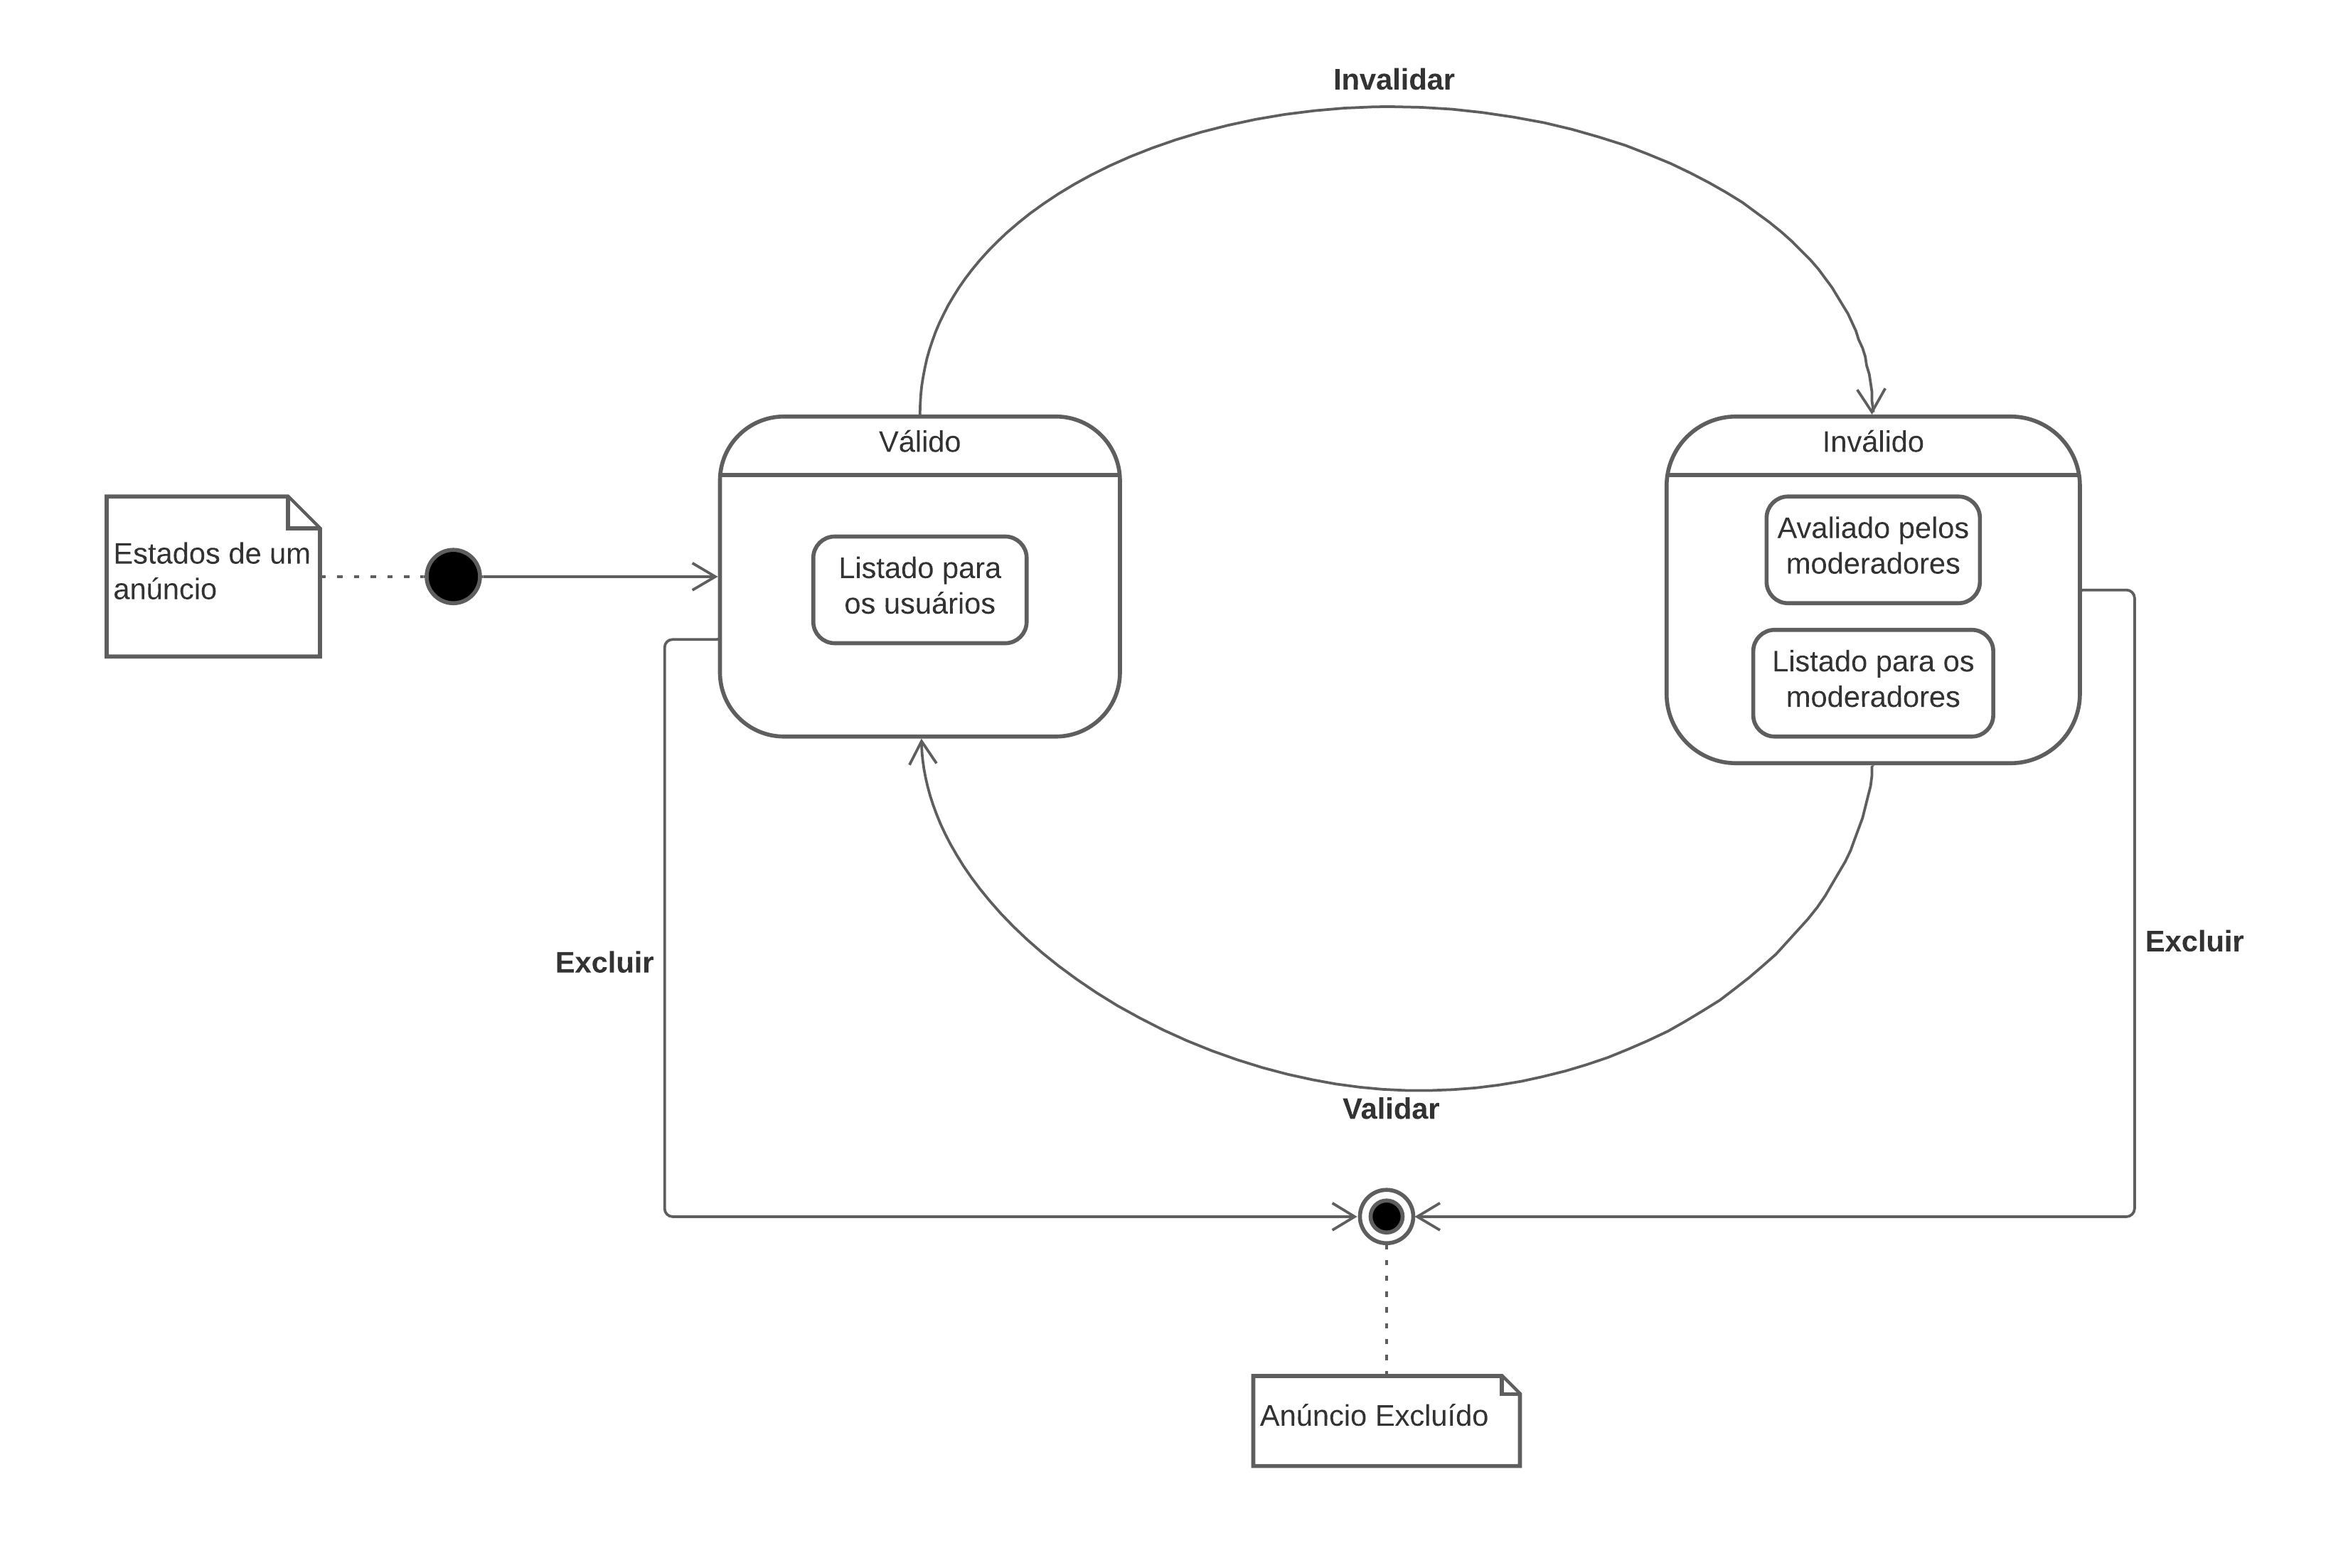 Invalidar
Válido
Inválido
Estados de um
anúncio
Listado para
os usuários
Avaliado pelos
moderadores
Listado para os
moderadores
Excluir
Excluir
Validar
Anúncio Excluído